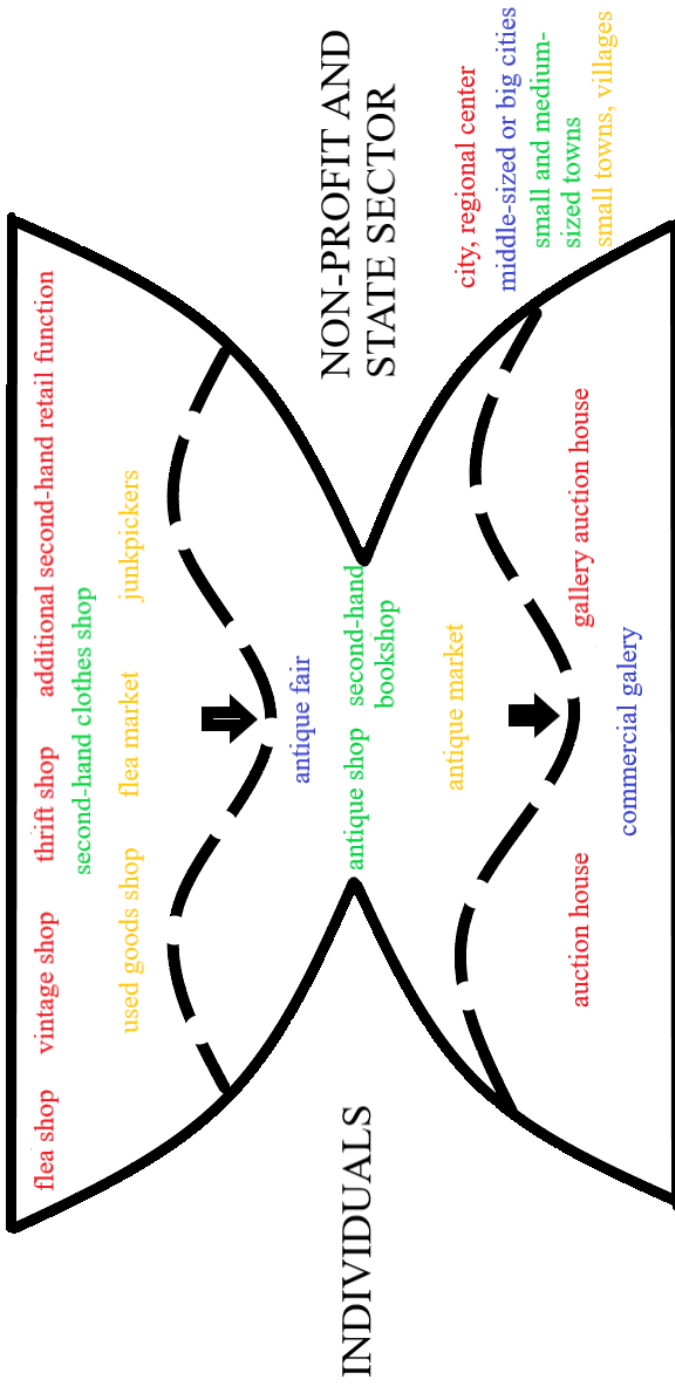 flea shop vintage shop thrift shop additional second-hand retail function
second-hand clothes shop
used goods shop flea market junkpickers
antique fair
INDIVIDUALS
antique shop second-hand
bookshop
NON-PROFIT AND
STATE SECTOR
antique market
city, regional center
middle-sized or big cities
small and medium-
sized towns
small towns, villages
auction house gallery auction house
commercial galery